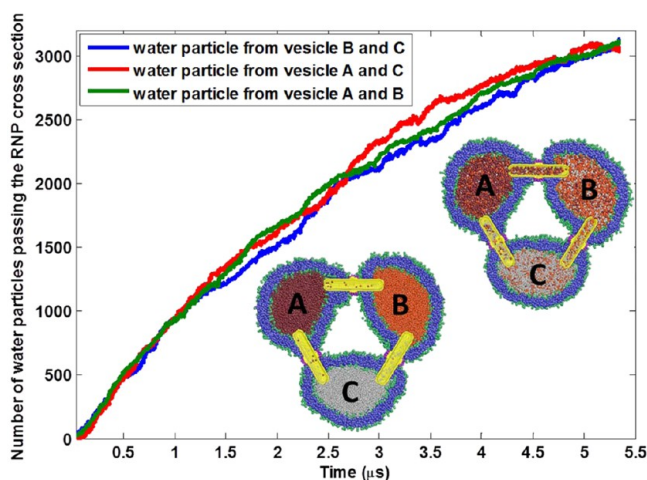 Number of water particles passing the RNP cross section
3000
2500
2000
1500
1000
500
0
water particle from vesicle B and C
water particle from vesicle A and C
water particle from vesicle A and B
A
B
C
A
B
C
0.5 1 1.5 2 2.5 3 3.5 4 4.5 5 5.5
Time (μs)